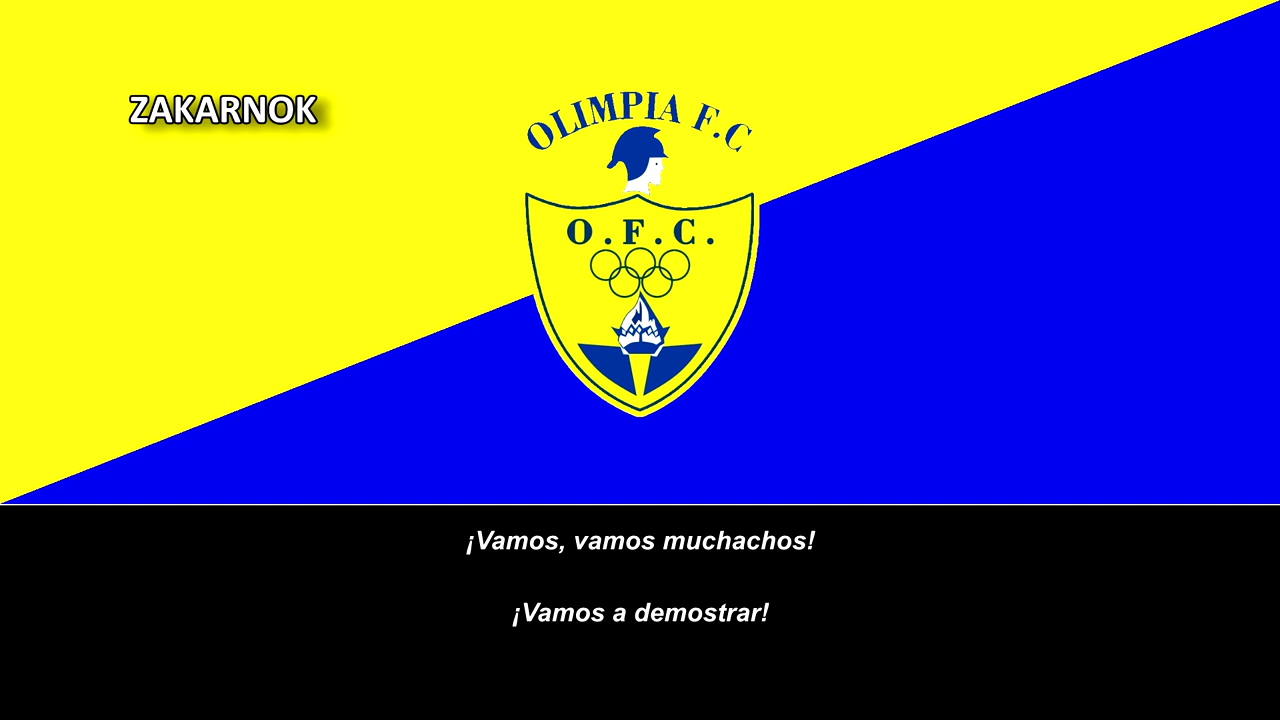 ZAKARNOK
OLIMPIA F.C
O.F.C.
¡Vamos, vamos muchachos!
¡Vamos a demostrar!